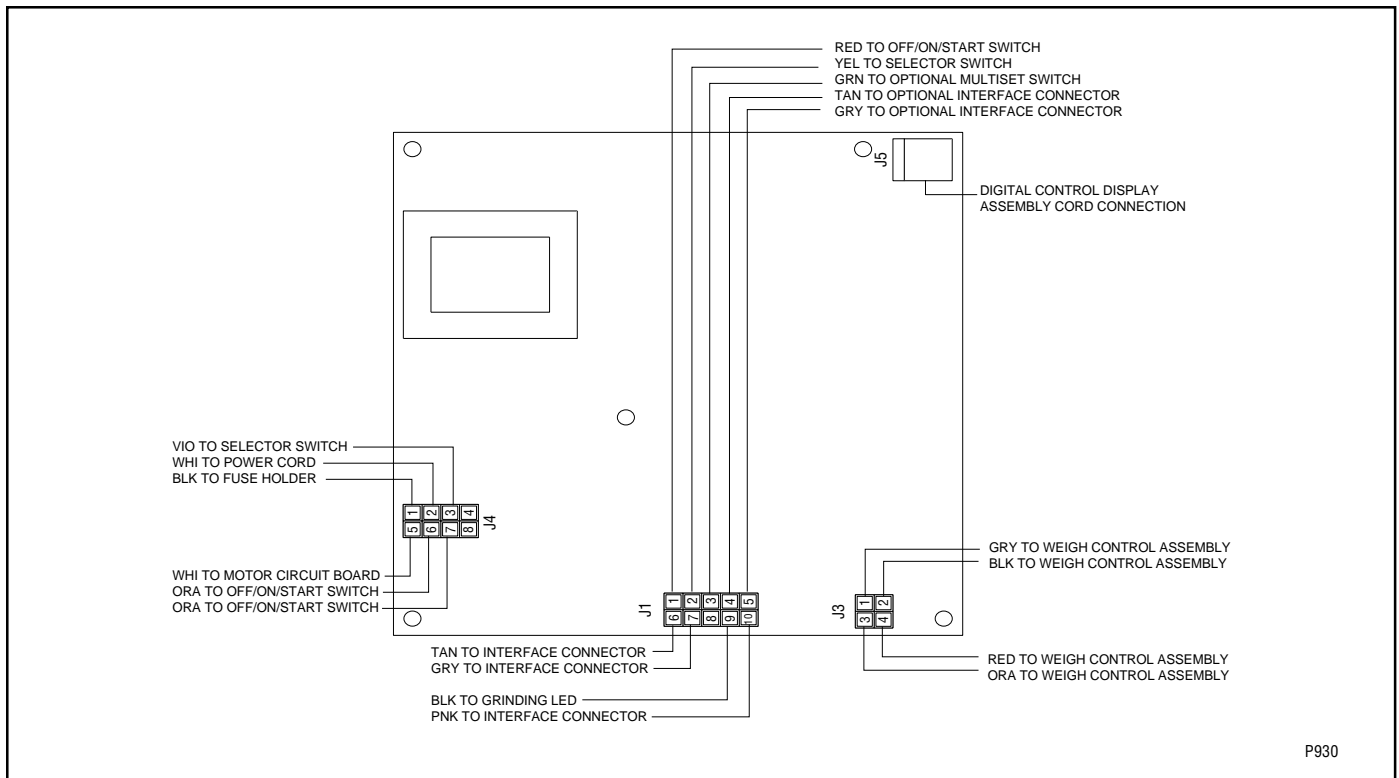 RED TO OFF/ON/START SWITCH
YEL TO SELECTOR SWITCH
GRN TO OPTIONAL MULTISET SWITCH
TAN TO OPTIONAL INTERFACE CONNECTOR
GRY TO OPTIONAL INTERFACE CONNECTOR
J5
DIGITAL CONTROL DISPLAY
ASSEMBLY CORD CONNECTION
VIO TO SELECTOR SWITCH
WHI TO POWER CORD
BLK TO FUSE HOLDER
1 2 3 4
5 6 7 8
J4
WHI TO MOTOR CIRCUIT BOARD
ORA TO OFF/ON/START SWITCH
ORA TO OFF/ON/START SWITCH
J1
1 2 3 4 5
6 7 8 9 10
TAN TO INTERFACE CONNECTOR
GRY TO INTERFACE CONNECTOR
BLK TO GRINDING LED
PNK TO INTERFACE CONNECTOR
GRY TO WEIGH CONTROL ASSEMBLY
BLK TO WEIGH CONTROL ASSEMBLY
J3
1 2
3 4
RED TO WEIGH CONTROL ASSEMBLY
ORA TO WEIGH CONTROL ASSEMBLY
P930